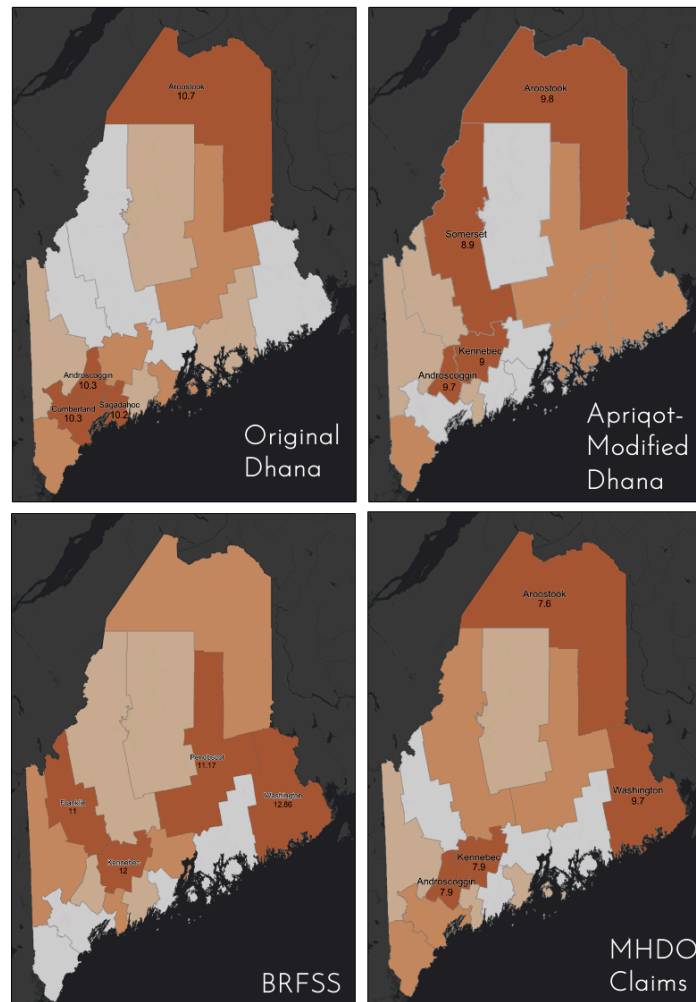 Aroostook
10.7
Androscoggin
10.3
Cumberland
10.3
Sagadahoc
10.2
Original
Dhana
Aroostook
9.8
Somerset
8.9
Kennebec
9
Androscoggin
9.7
Apriqot-
Modified
Dhana
Penobscot
11.17
Franklin
11
Washington
12.86
Kennebec
12
BRFSS
Aroostook
7.6
Washington
9.7
Kennebec
7.9
Androscoggin
7.9
MHDO
Claims